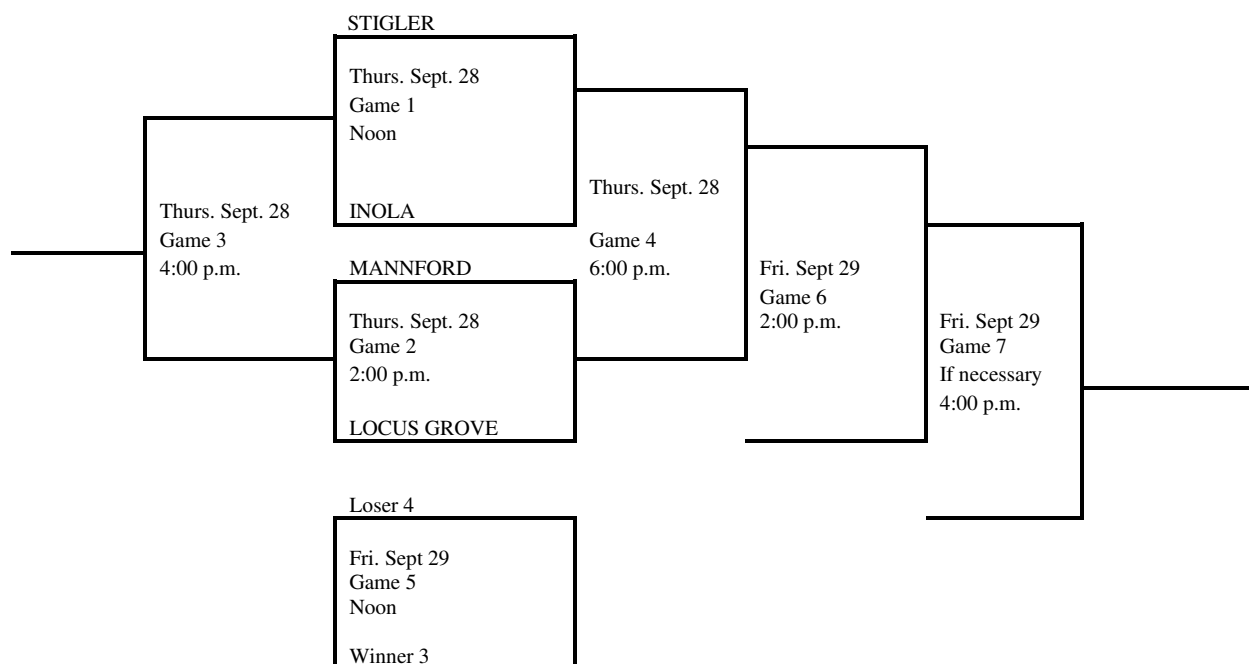 STIGLER
Thurs. Sept. 28
Game 1
Noon
INOLA
Thurs. Sept. 28
Game 3
4:00 p.m.
MANNFORD
Thurs. Sept. 28
Game 2
2:00 p.m.
LOCUS GROVE
Thurs. Sept. 28
Game 4
6:00 p.m.
Fri. Sept 29
Game 6
2:00 p.m.
Fri. Sept 29
Game 7
If necessary
4:00 p.m.
Loser 4
Fri. Sept 29
Game 5
Noon
Winner 3